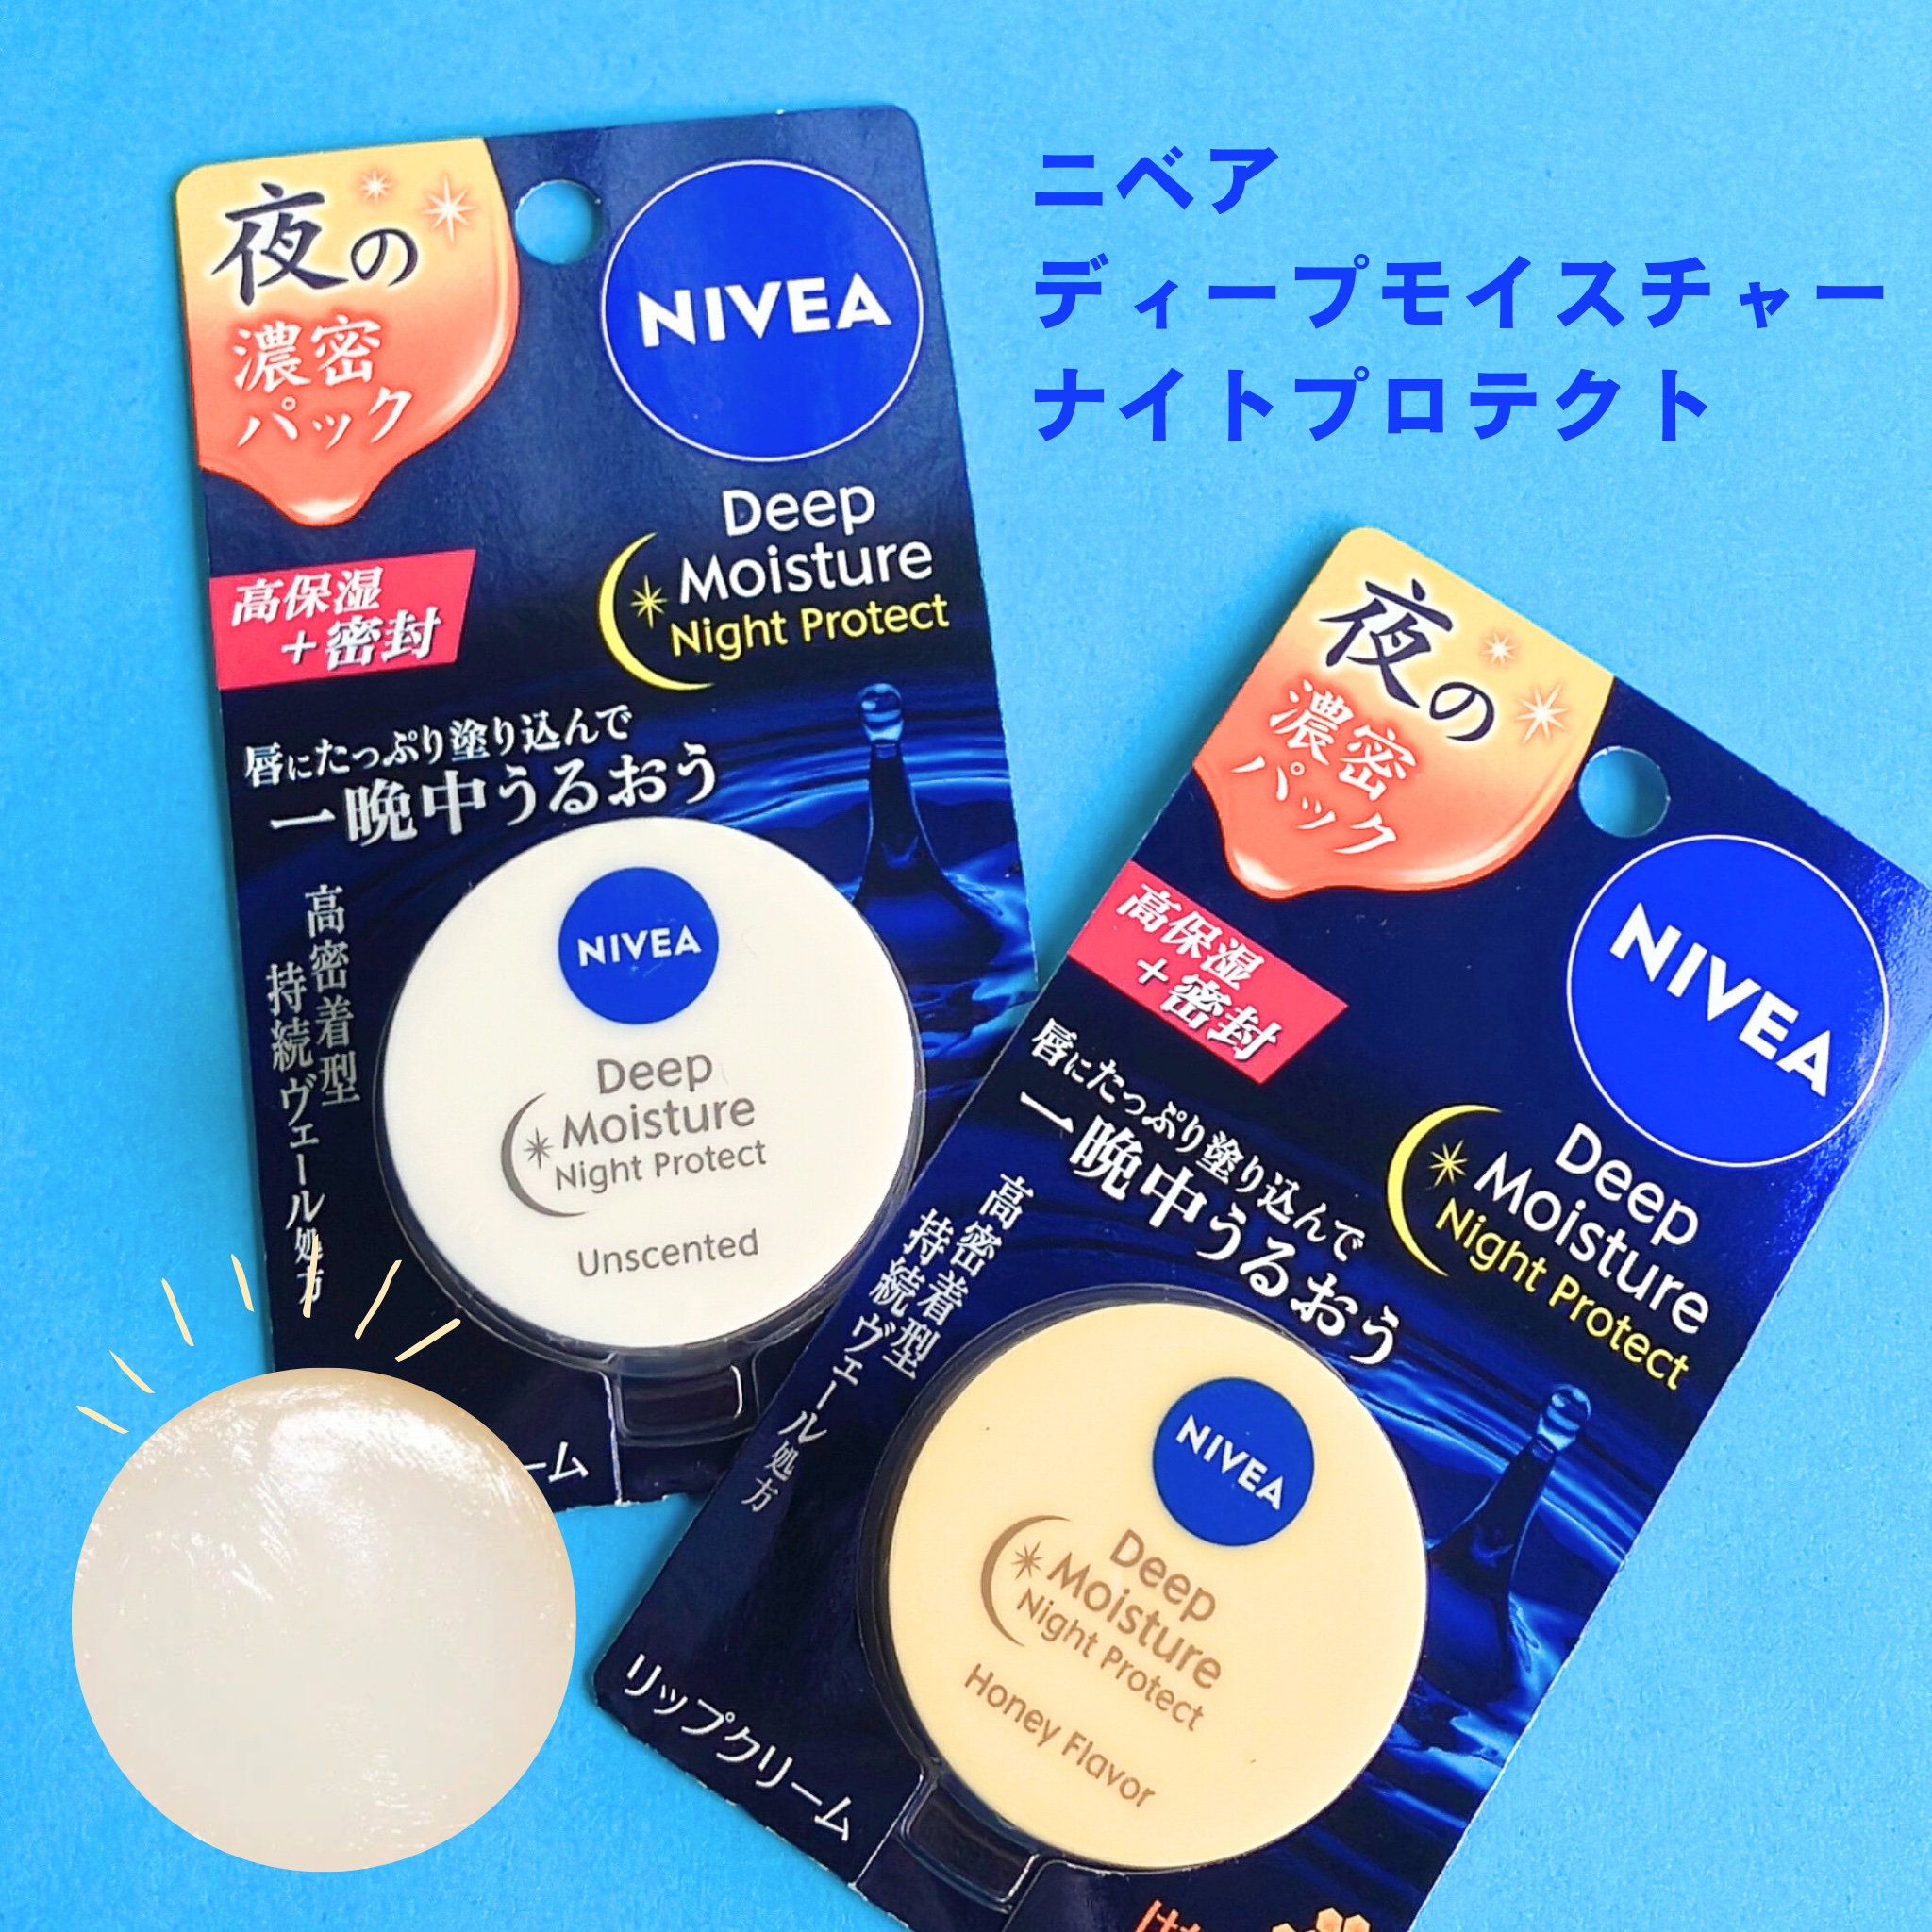 ニベア
ディープモイスチャー
ナイトプロテクト
夜の
濃密
パック
NIVEA
Deep
Moisture
Night Protect
高保湿
+密封
唇にたっぷり塗り込んで
一晩中うるおう
高密着型
持続ヴェール処方
NIVEA
Deep
Moisture
Night Protect
Unscented
ーム
夜の
濃密
パック
NIVEA
Deep
Moisture
Night Protect
高保湿
+密封
唇にたっぷり塗り込んで
一晩中うるおう
高密着型
持続ヴェール処方
NIVEA
Deep
Moisture
Night Protect
Honey Flavor
リップクリーム